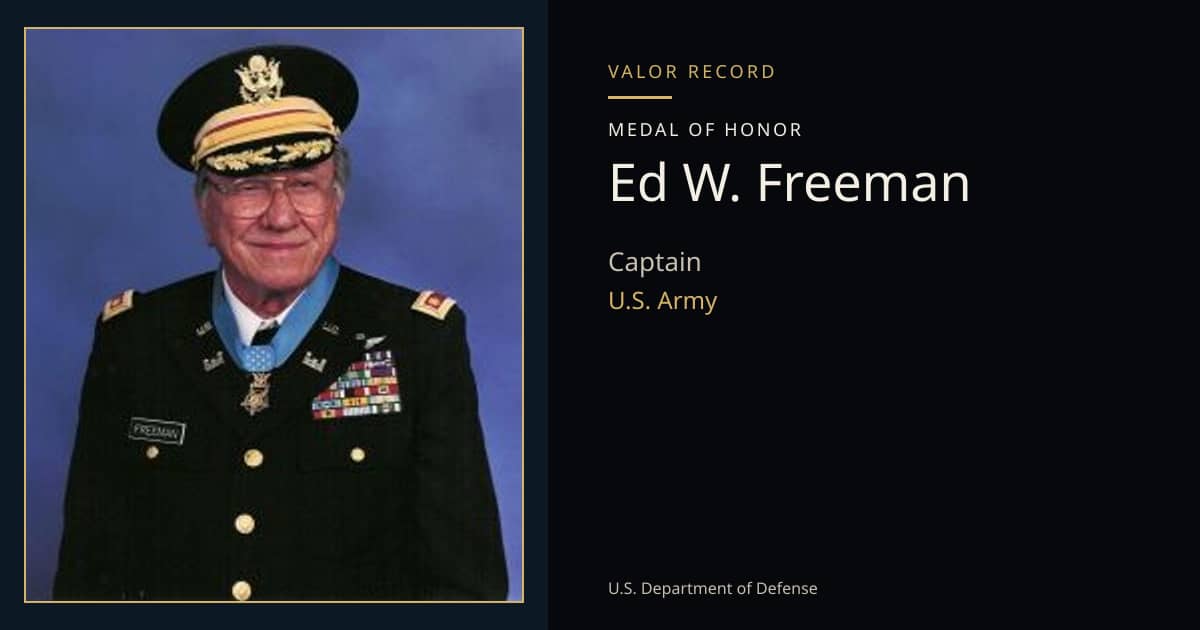 VALOR RECORD
MEDAL OF HONOR
Ed W. Freeman
Captain
U.S. Army
FREEMAN
U.S. Department of Defense